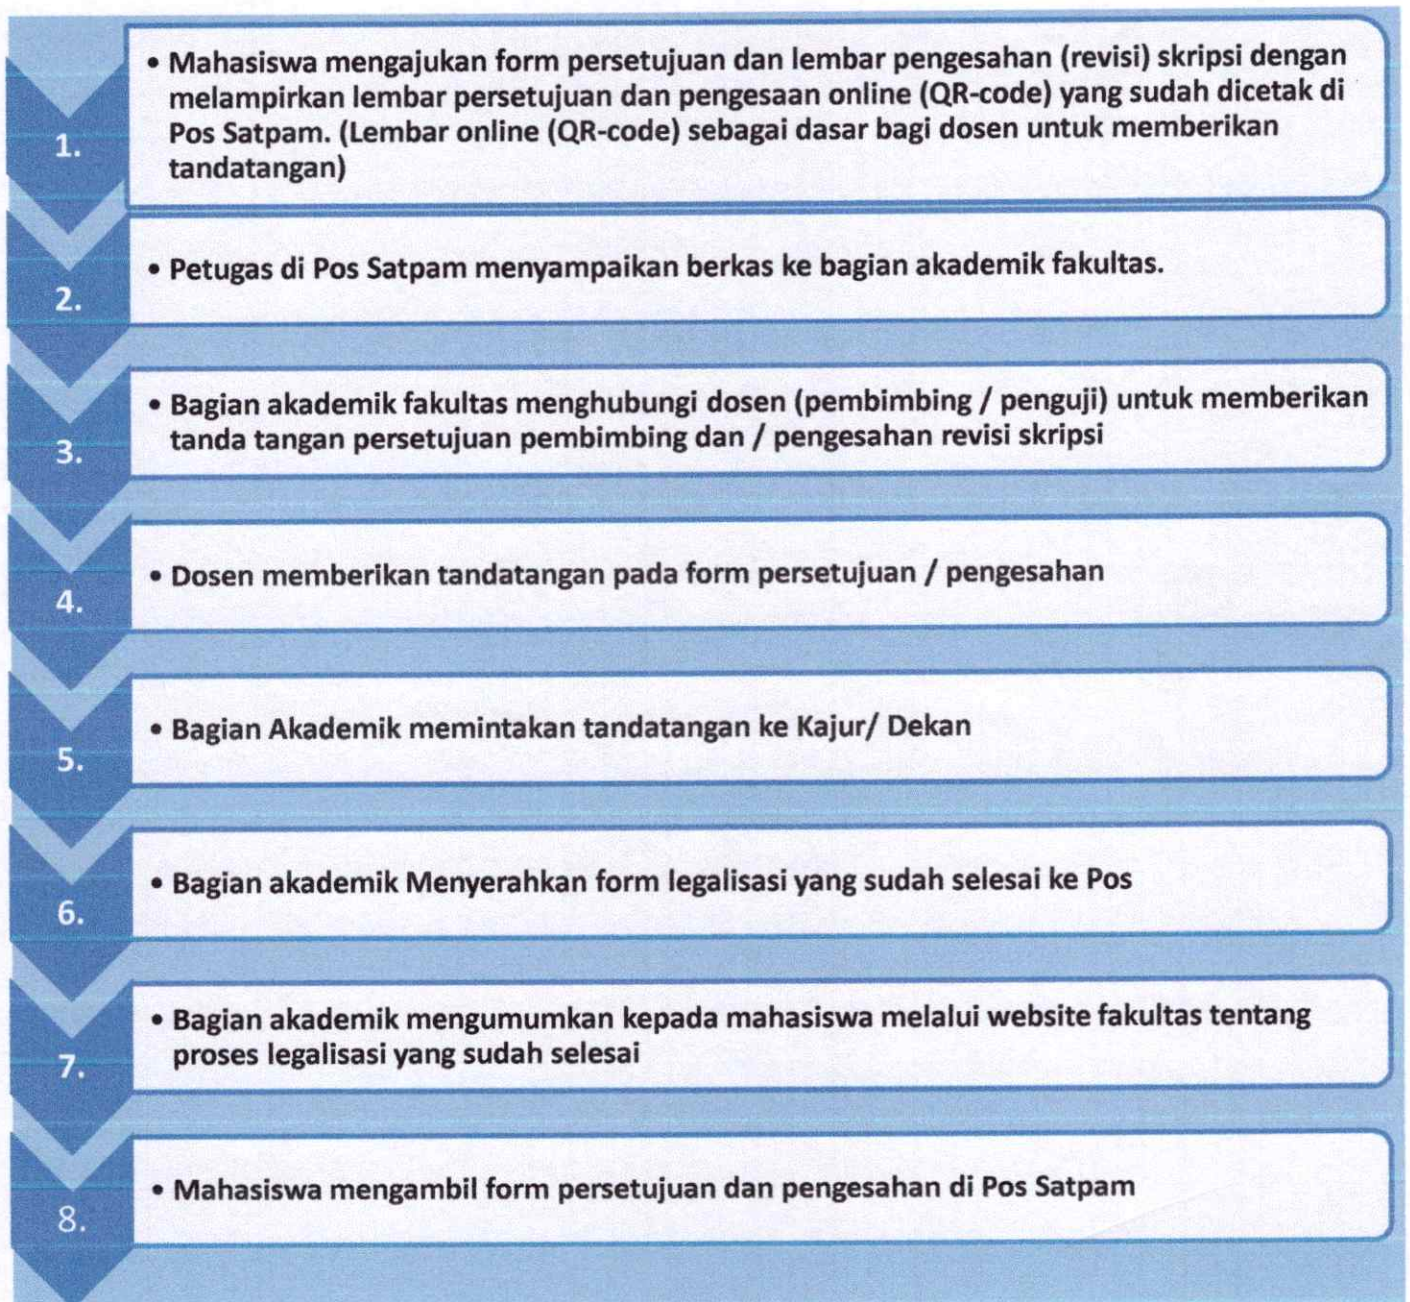 1.
• Mahasiswa mengajukan form persetujuan dan lembar pengesahan (revisi) skripsi dengan
melampirkan lembar persetujuan dan pengesaan online (QR-code) yang sudah dicetak di
Pos Satpam. (Lembar online (QR-code) sebagai dasar bagi dosen untuk memberikan
tandatangan)
2.
• Petugas di Pos Satpam menyampaikan berkas ke bagian akademik fakultas.
3.
• Bagian akademik fakultas menghubungi dosen (pembimbing / penguji) untuk memberikan
tanda tangan persetujuan pembimbing dan / pengesahan revisi skripsi
4.
• Dosen memberikan tandatangan pada form persetujuan / pengesahan
5.
• Bagian Akademik memintakan tandatangan ke Kajur/ Dekan
6.
• Bagian akademik Menyerahkan form legalisasi yang sudah selesai ke Pos
7.
• Bagian akademik mengumumkan kepada mahasiswa melalui website fakultas tentang
proses legalisasi yang sudah selesai
8.
• Mahasiswa mengambil form persetujuan dan pengesahan di Pos Satpam